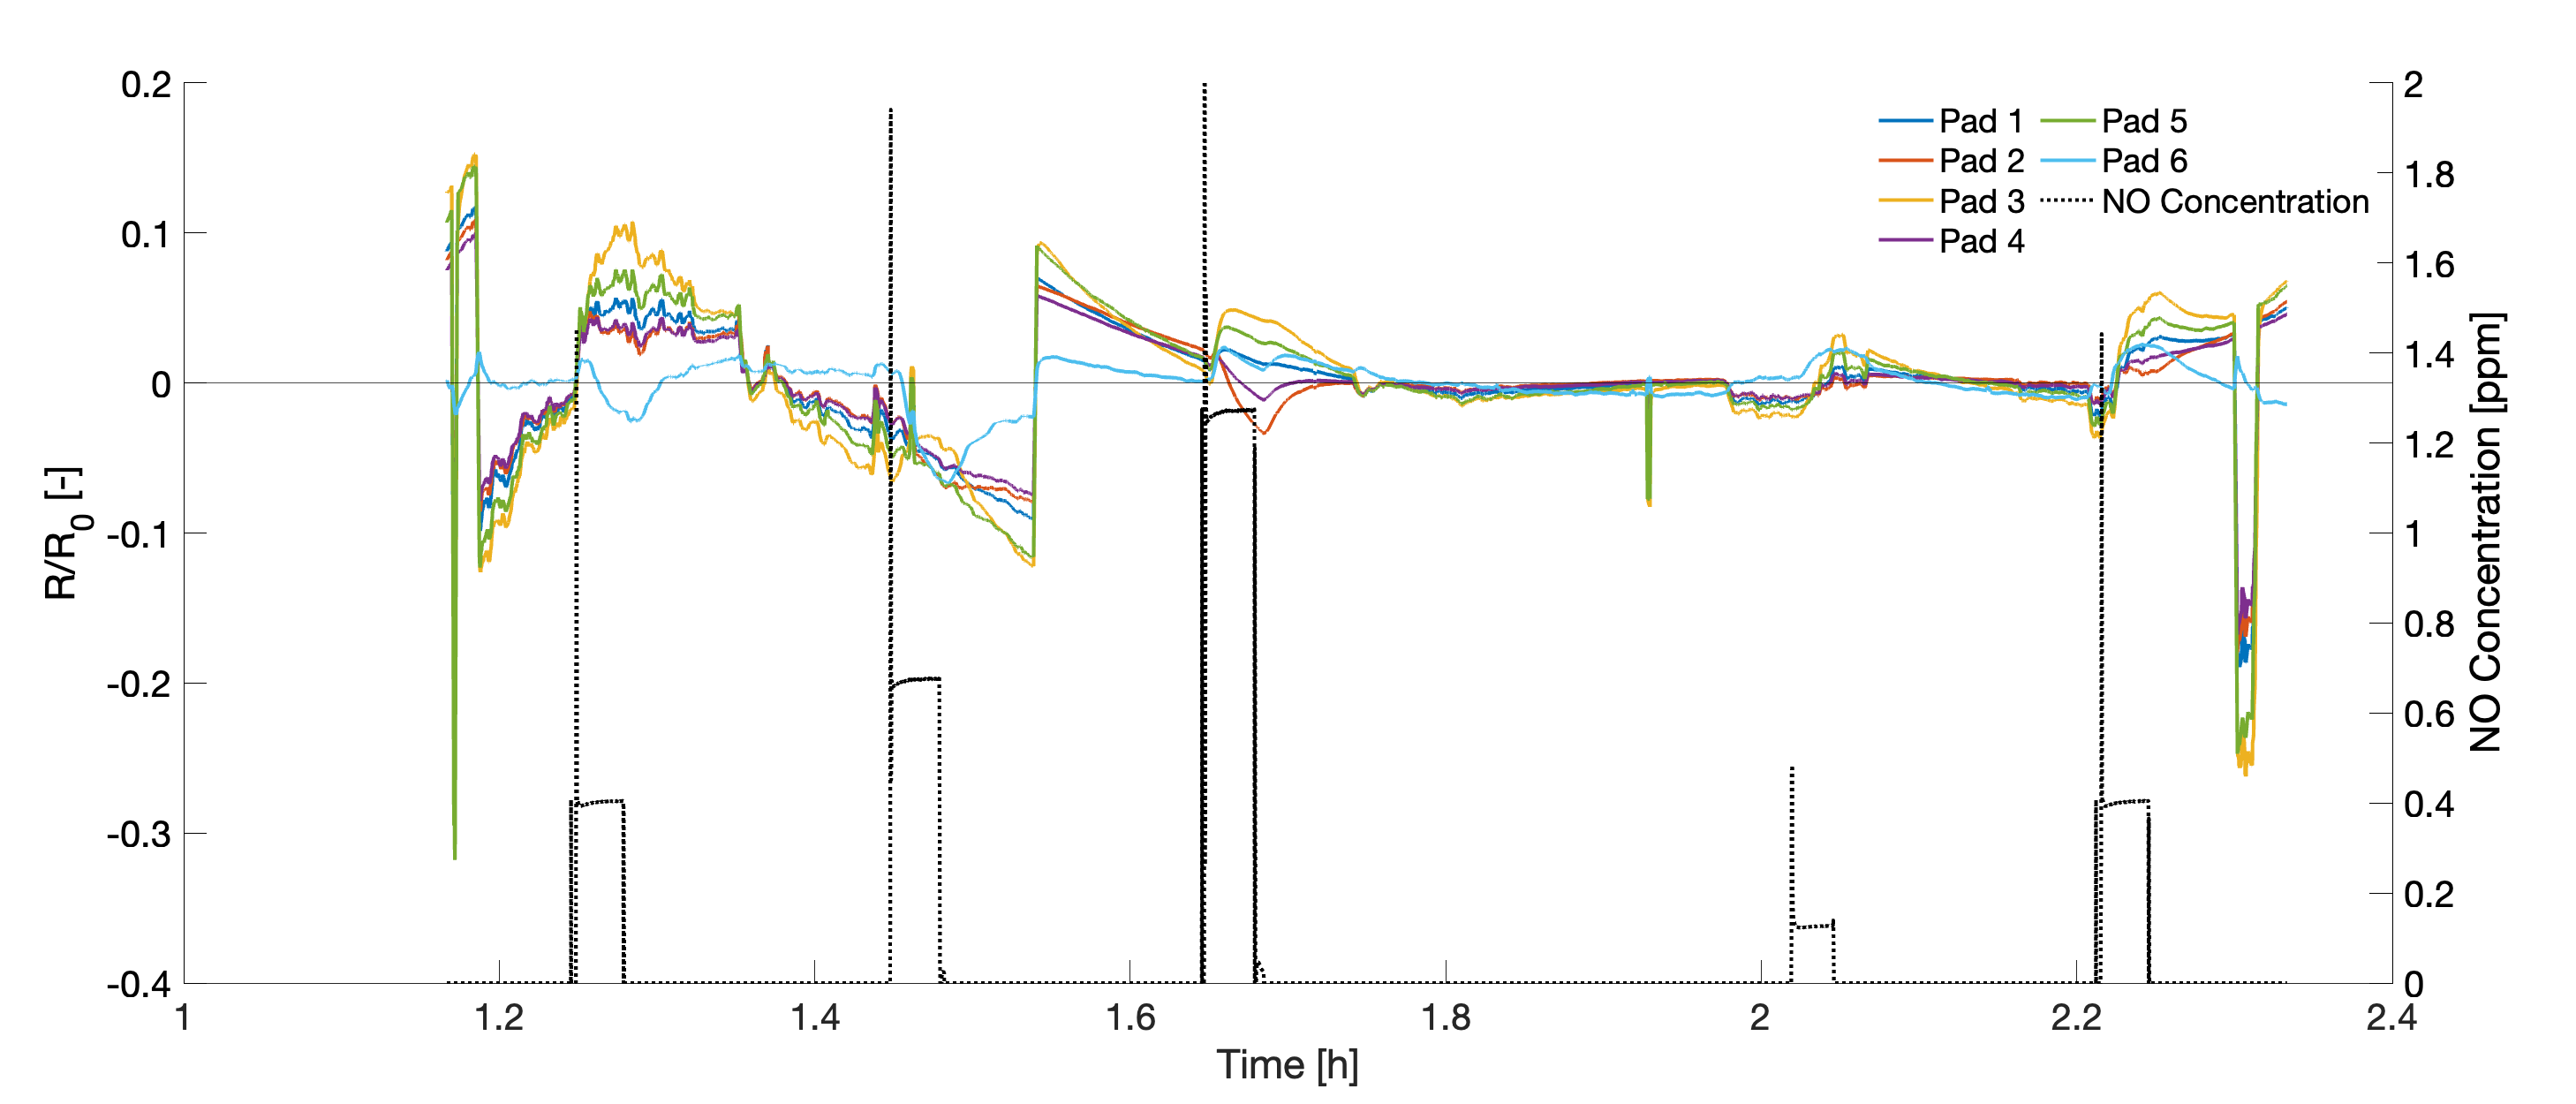 0.2
0.1
0
-0.1
-0.2
-0.3
-0.4
R/R0 [-]
1 1.2 1.4 1.6 1.8 2 2.2 2.4
Time [h]
2
1.8
1.6
1.4
1.2
1
0.8
0.6
0.4
0.2
0
NO Concentration [ppm]
Pad 1 Pad 5
Pad 2 Pad 6
Pad 3 NO Concentration
Pad 4